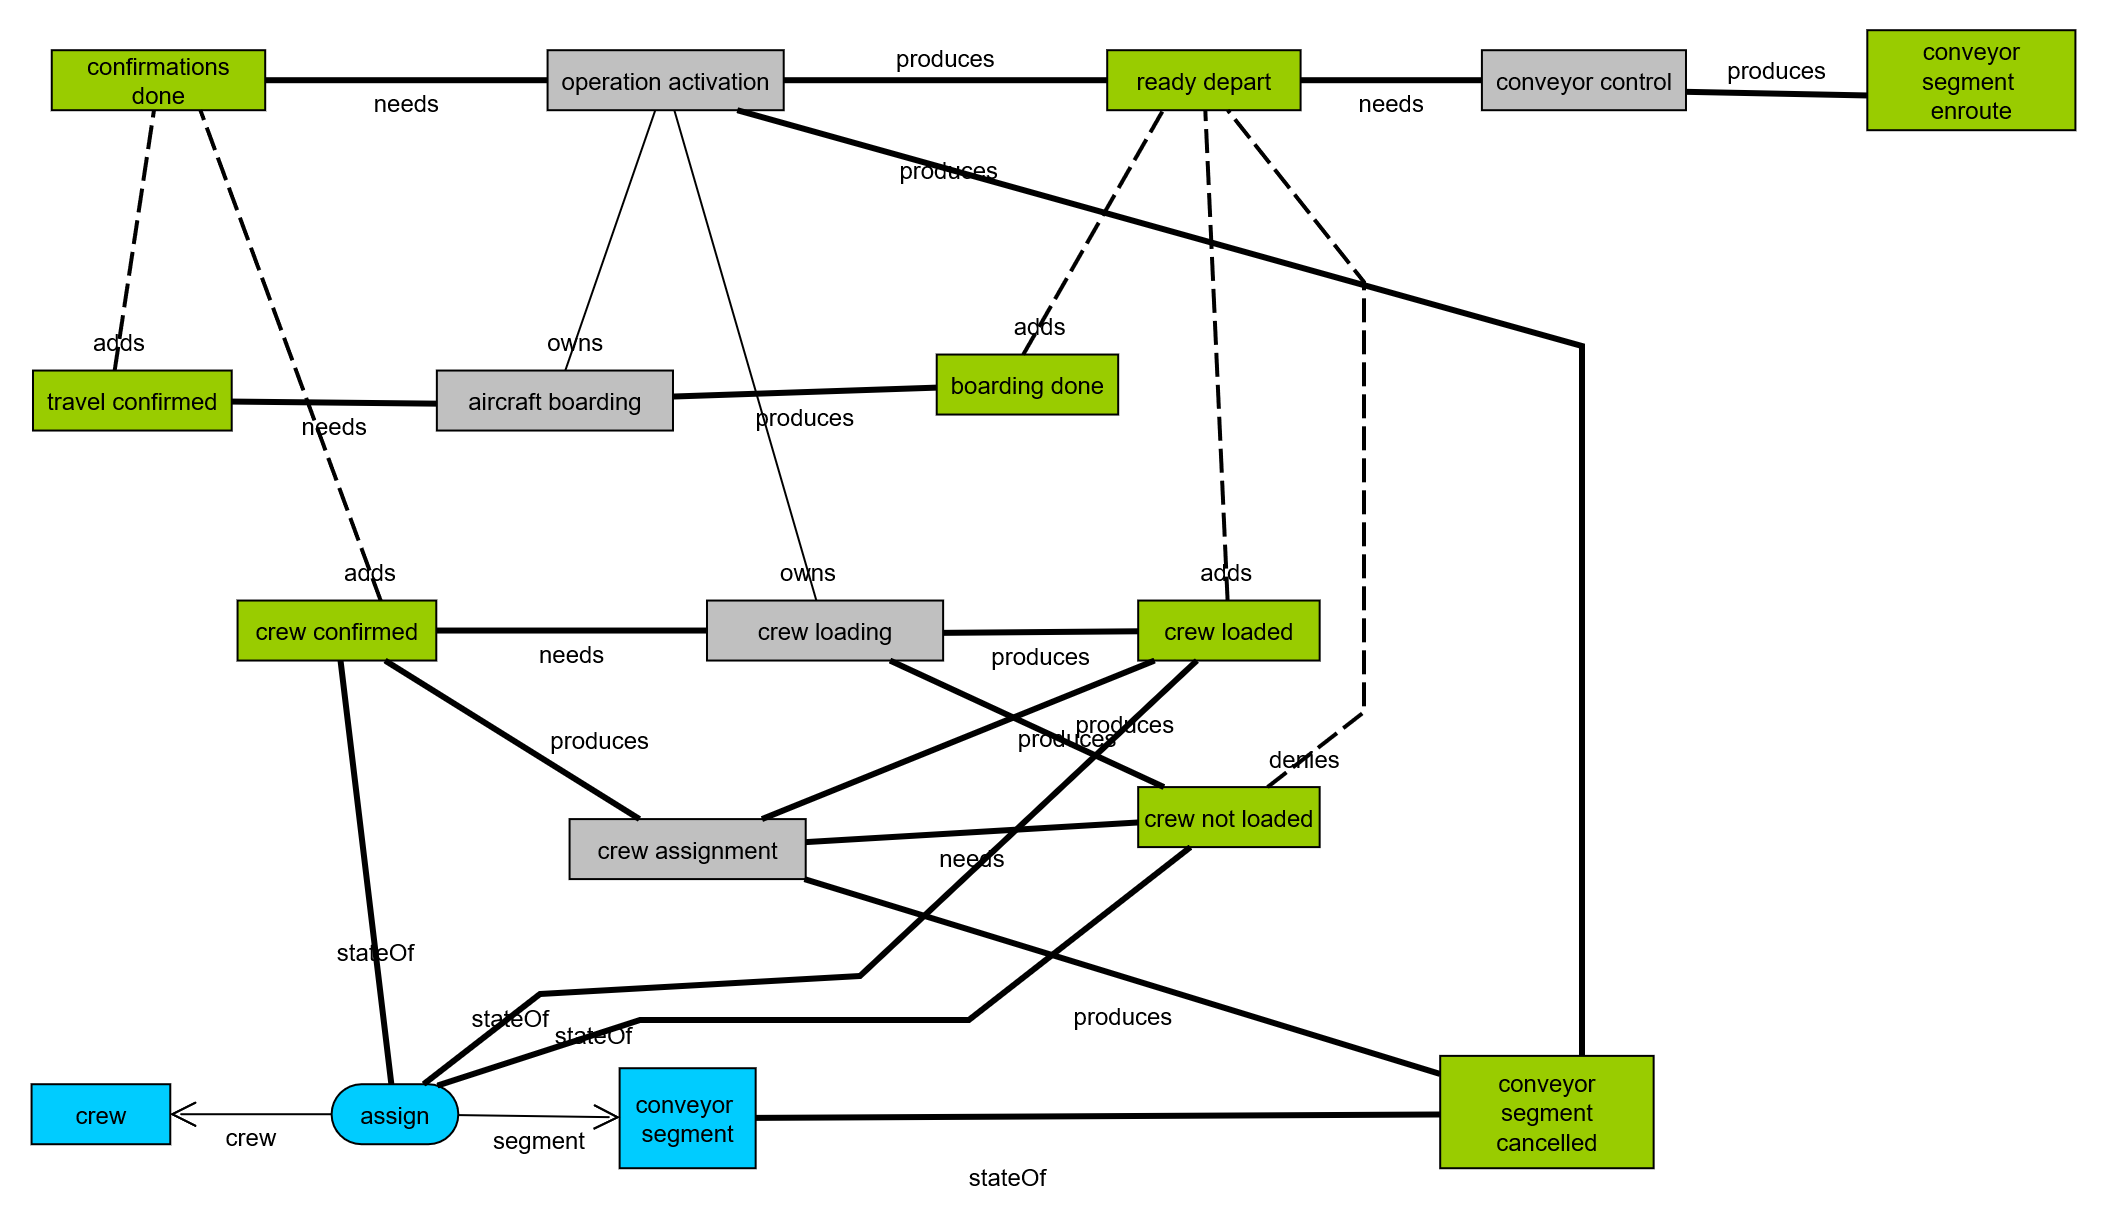 confirmations
done
needs
operation activation
produces
ready depart
needs
conveyor control
produces
conveyor
segment
enroute
produces
adds
owns
adds
travel confirmed
needs
aircraft boarding
produces
boarding done
adds
owns
adds
crew confirmed
needs
crew loading
produces
crew loaded
produces
produces
produces
denies
crew assignment
needs
crew not loaded
stateOf
stateOf
stateOf
produces
crew
crew
assign
segment
conveyor
segment
stateOf
conveyor
segment
cancelled